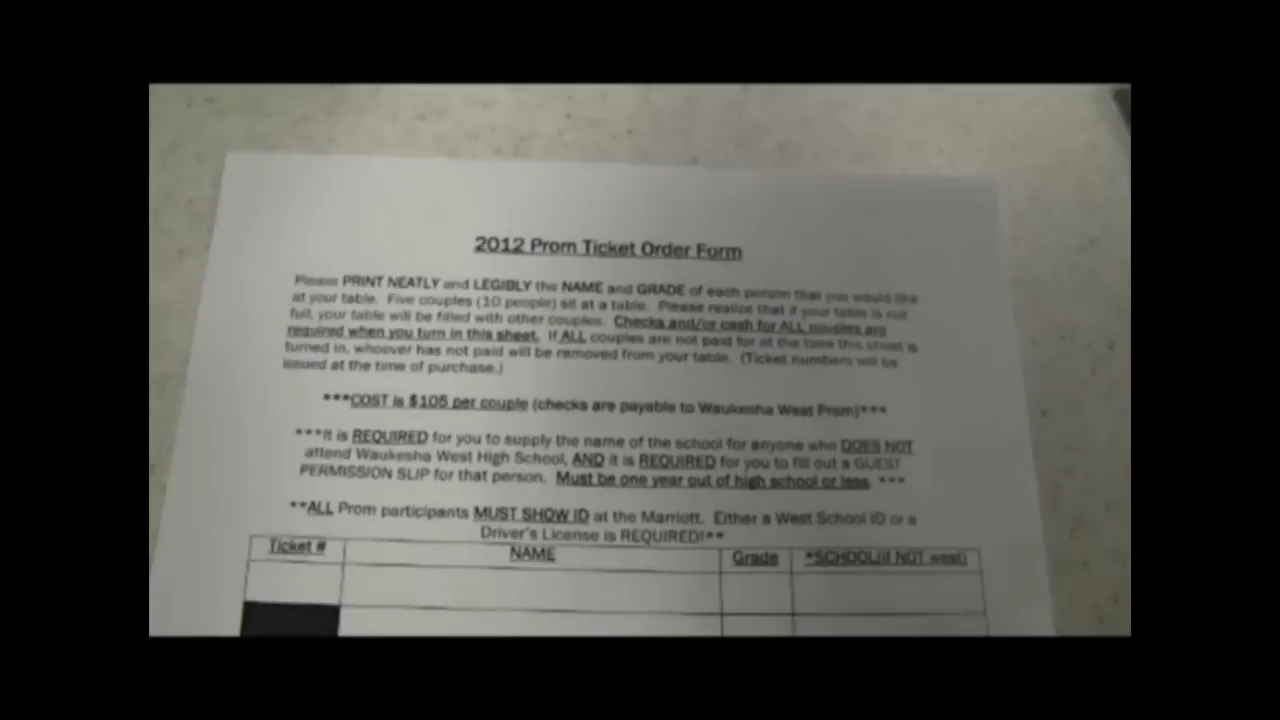 2012 Prom Ticket Order Form
Please PRINT NEATLY and LEGIBLY the NAME and GRADE of each person that you would like
at your table. Five couples (10 people) sit at a table. Please realize that if your table is not
full, your table will be filled with other couples. Checks and/or cash for ALL couples are
required when you turn in this sheet. If ALL couples are not paid for at the time this sheet is
turned in, whoever has not paid will be removed from your table. (Ticket numbers will be
issued at the time of purchase.)
***COST is $105 per couple (checks are payable to Waukesha West Prom)***
***It is REQUIRED for you to supply the name of the school for anyone who DOES NOT
attend Waukesha West High School, AND it is REQUIRED for you to fill out a GUEST
PERMISSION SLIP for that person. Must be one year out of high school or less. ***
**ALL Prom participants MUST SHOW ID at the Marriott. Either a West School ID or a
Driver's License is REQUIRED!**
Ticket # NAME Grade *SCHOOL(if NOT west)